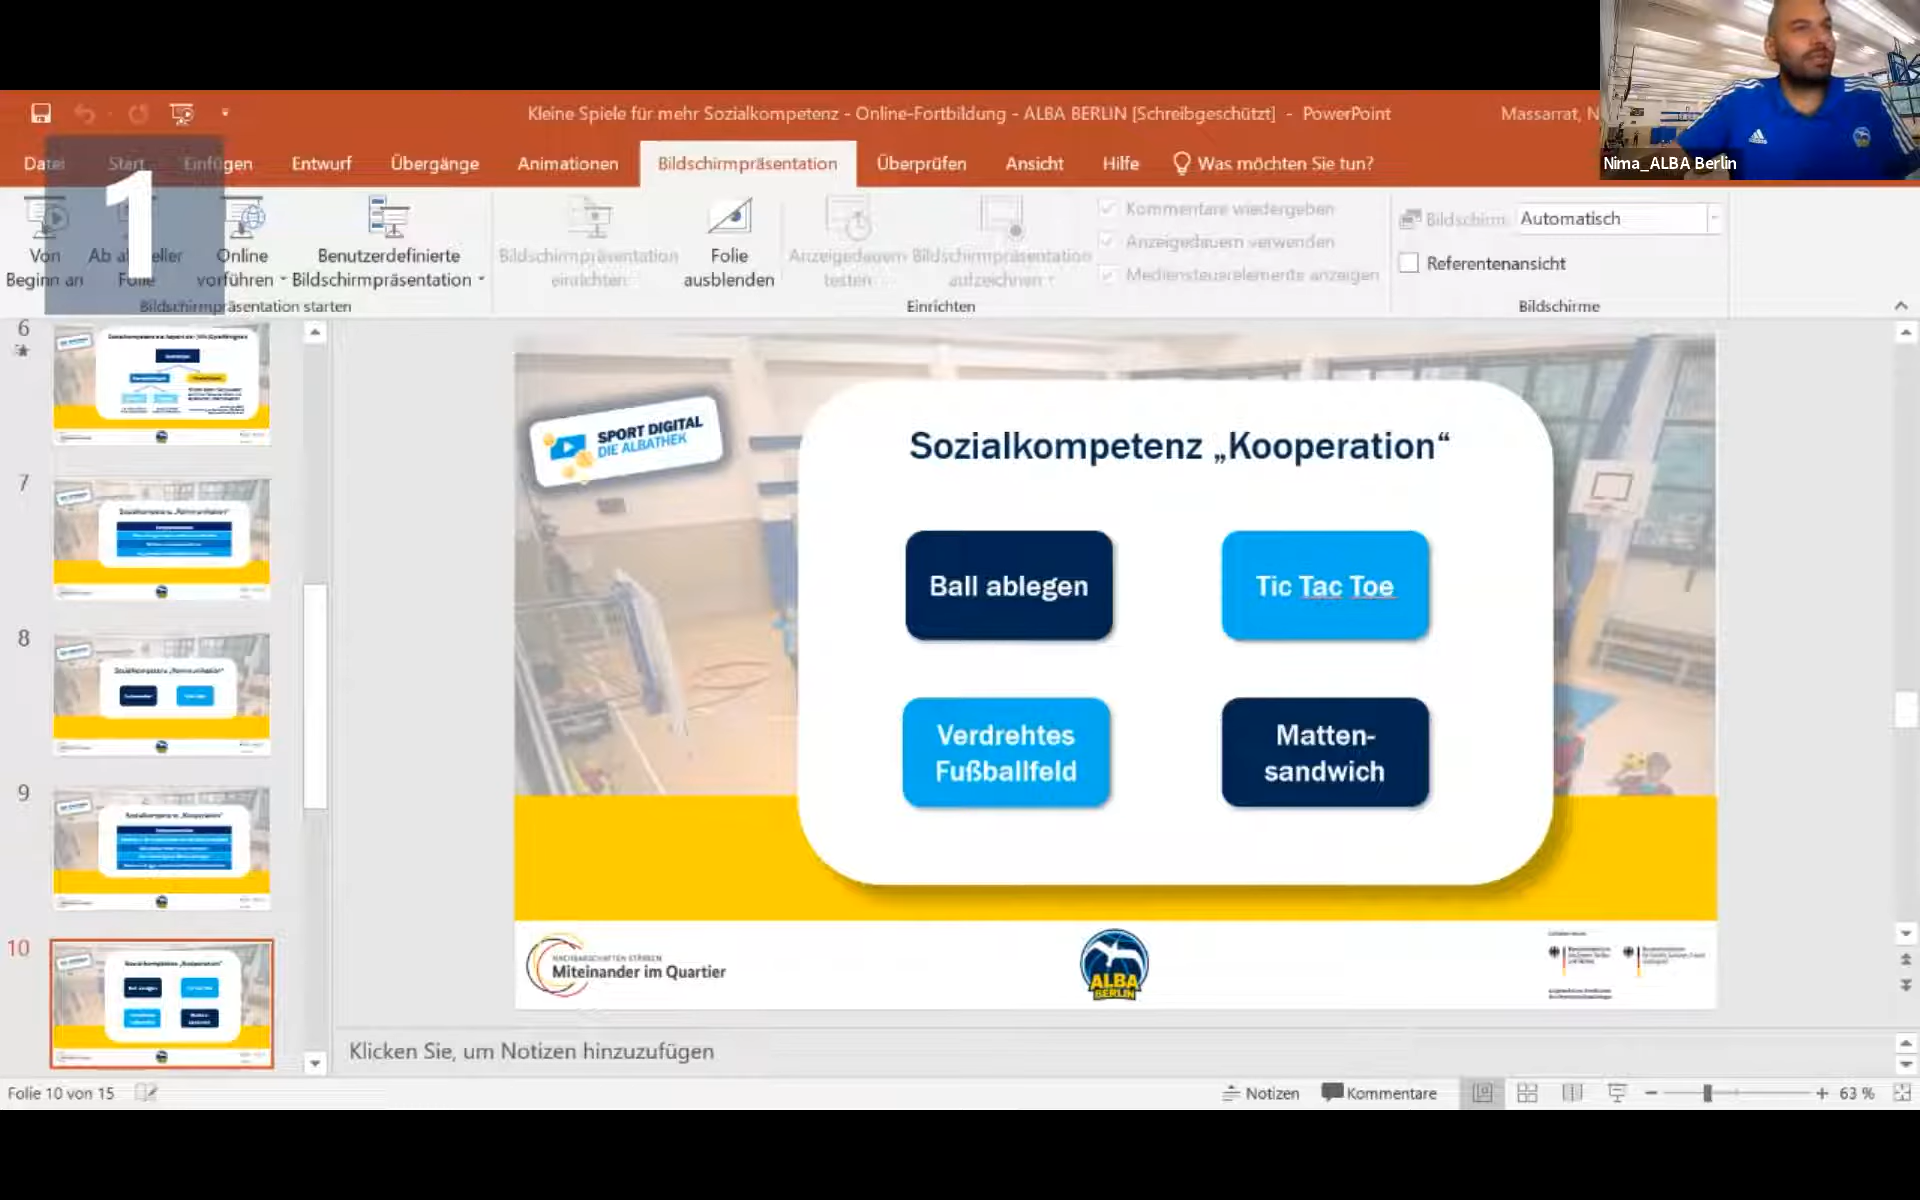 Kleine Spiele für mehr Sozialkompetenz - Online-Fortbildung - ALBA BERLIN [Schreibgeschützt] - PowerPoint
Massarrat, N
Nima_ALBA Berlin
Datei Start Einfügen Entwurf Übergänge Animationen Bildschirmpräsentation Überprüfen Ansicht Hilfe Was möchten Sie tun?
1
Von
Beginn an
Folie
Online
vorführen
Benutzerdefinierte
Bildschirmpräsentation
Bildschirmpräsentation
einrichten
Folie
ausblenden
Anzeigedauern
testen
Bildschirmpräsentation
aufzeichnen
Kommentare wiedergeben
Anzeigedauern verwenden
Mediensteuerelemente anzeigen
Bildschirm: Automatisch
Referentenansicht
Bildschirmpräsentation starten
Einrichten
Bildschirme
6
7
8
9
10
SPORT DIGITAL
DIE ALBATHEK
Sozialkompetenz „Kooperation“
Ball ablegen
Tic Tac Toe
Verdrehtes
Fußballfeld
Matten-
sandwich
NACHBARSCHAFTEN STÄRKEN
Miteinander im Quartier
ALBA
BERLIN
Klicken Sie, um Notizen hinzuzufügen
Folie 10 von 15
Notizen
Kommentare
63 %